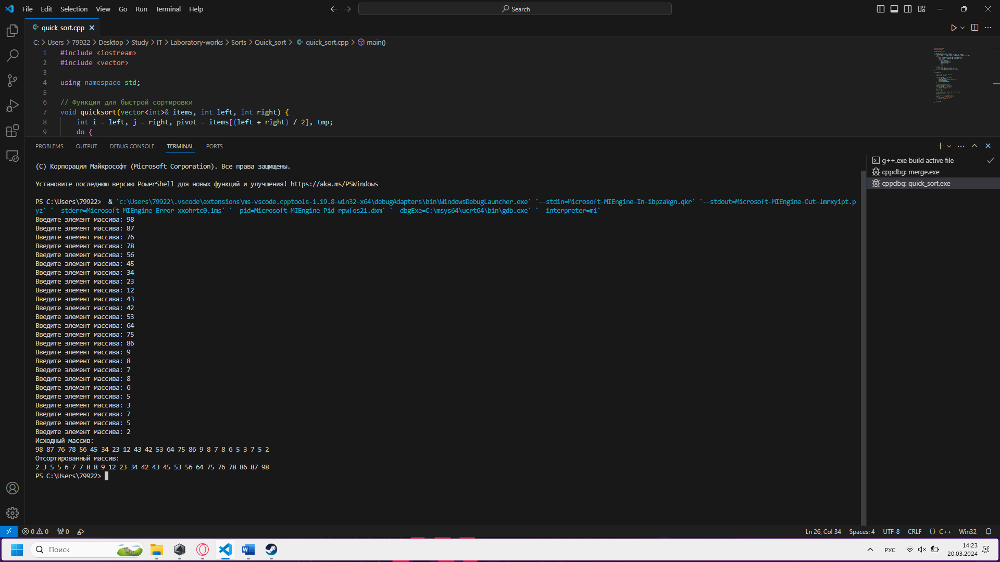 File Edit Selection View Go Run Terminal Help Search
quick_sort.cpp
C: > Users > 79922 > Desktop > Study > IT > Laboratory-works > Sorts > Quick_sort > quick_sort.cpp > main()
1 #include <iostream>
2 #include <vector>
3
4 using namespace std;
5
6 // Функция для быстрой сортировки
7 void quicksort(vector<int>& items, int left, int right) {
8 int i = left, j = right, pivot = items[(left + right) / 2], tmp;
9 do {
PROBLEMS OUTPUT DEBUG CONSOLE TERMINAL PORTS
g++.exe build active file
cppdbg: merge.exe
cppdbg: quick_sort.exe
(C) Корпорация Майкрософт (Microsoft Corporation). Все права защищены.
Установите последнюю версию PowerShell для новых функций и улучшения! https://aka.ms/PSWindows
PS C:\Users\79922> & 'c:\Users\79922\.vscode\extensions\ms-vscode.cpptools-1.19.8-win32-x64\debugAdapters\bin\WindowsDebugLauncher.exe' '--stdin=Microsoft-MIEngine-In-ibpzakgn.qkr' '--stdout=Microsoft-MIEngine-Out-lmrxyipt.p
yz' '--stderr=Microsoft-MIEngine-Error-xxohrtc0.1ms' '--pid=Microsoft-MIEngine-Pid-rpwfos21.dxm' '--dbgExe=C:\msys64\ucrt64\bin\gdb.exe' '--interpreter=mi'
Введите элемент массива: 98
Введите элемент массива: 87
Введите элемент массива: 76
Введите элемент массива: 78
Введите элемент массива: 56
Введите элемент массива: 45
Введите элемент массива: 34
Введите элемент массива: 23
Введите элемент массива: 12
Введите элемент массива: 43
Введите элемент массива: 42
Введите элемент массива: 53
Введите элемент массива: 64
Введите элемент массива: 75
Введите элемент массива: 86
Введите элемент массива: 9
Введите элемент массива: 8
Введите элемент массива: 7
Введите элемент массива: 8
Введите элемент массива: 6
Введите элемент массива: 5
Введите элемент массива: 3
Введите элемент массива: 7
Введите элемент массива: 5
Введите элемент массива: 2
Исходный массив:
98 87 76 78 56 45 34 23 12 43 42 53 64 75 86 9 8 7 8 6 5 3 7 5 2
Отсортированный массив:
2 3 5 5 6 7 7 8 8 9 12 23 34 42 43 45 53 56 64 75 76 78 86 87 98
PS C:\Users\79922>
0 0 0 Ln 26, Col 34 Spaces: 4 UTF-8 CRLF {} C++ Win32
Поиск РУС 14:23
20.03.2024